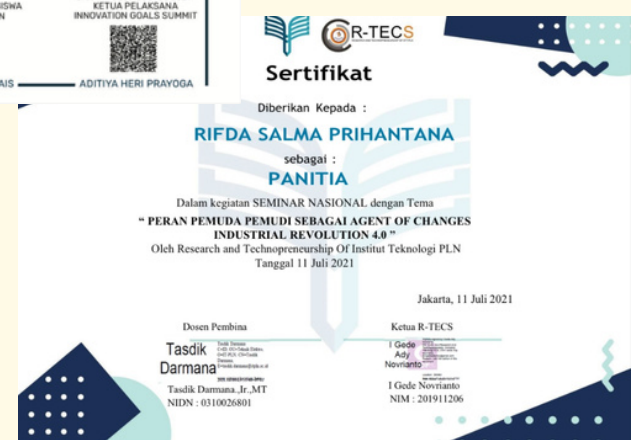 ISWA
N
KETUA PELAKSANA
INNOVATION GOALS SUMMIT
AIS
ADITIYA HERI PRAYOGA
R-TECS
Sertifikat
Diberikan Kepada :
RIFDA SALMA PRIHANTANA
sebagai :
PANITIA
Dalam kegiatan SEMINAR NASIONAL dengan Tema
“ PERAN PEMUDA PEMUDI SEBAGAI AGENT OF CHANGES
INDUSTRIAL REVOLUTION 4.0 ”
Oleh Research and Technopreneurship Of Institut Teknologi PLN
Tanggal 11 Juli 2021
Jakarta, 11 Juli 2021
Dosen Pembina
Tasdik
Darmana
Tasdik Darmana.,Ir.,MT
NIDN : 0310026801
Ketua R-TECS
I Gede
Ady
Novrianto
I Gede Novrianto
NIM : 201911206